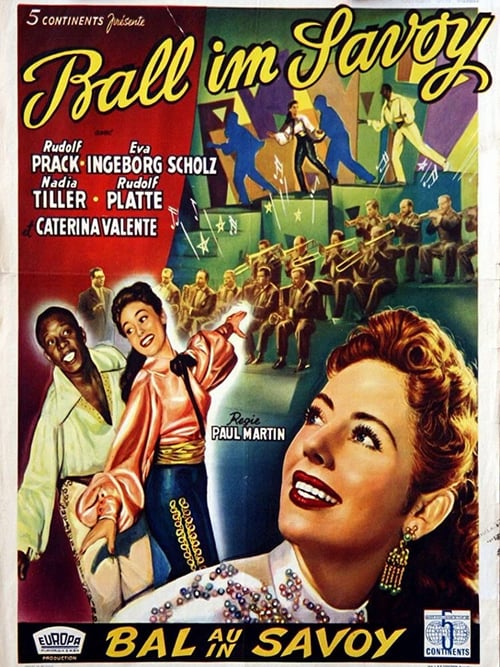 5 CONTINENTS Présente
Ball im Savoy
avec
Rudolf Eva
PRACK · INGEBORG SCHOLZ
Nadia Rudolf
TILLER · PLATTE
et CATERINA VALENTE
Regie
PAUL MARTIN
EUROPA
PRODUCTION
BAL AU IN SAVOY
5
CONTINENTS